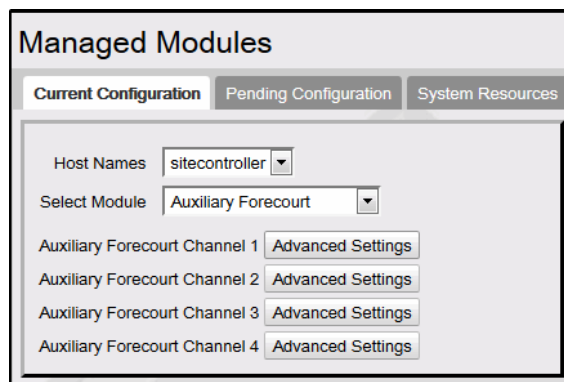 Managed Modules
Current Configuration Pending Configuration System Resources
Host Names sitecontroller
Select Module Auxiliary Forecourt
Auxiliary Forecourt Channel 1 Advanced Settings
Auxiliary Forecourt Channel 2 Advanced Settings
Auxiliary Forecourt Channel 3 Advanced Settings
Auxiliary Forecourt Channel 4 Advanced Settings